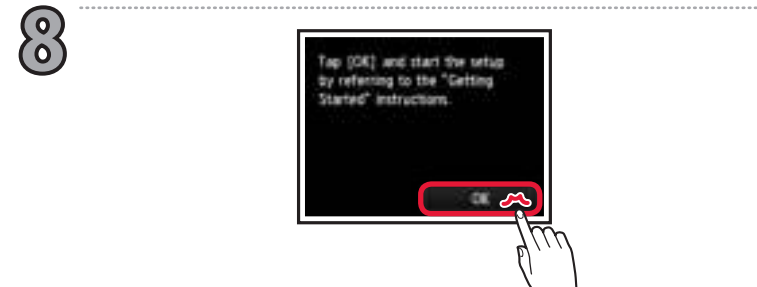 8
Tap [OK] and start the setup
by referring to the "Getting
Started" instructions.
OK